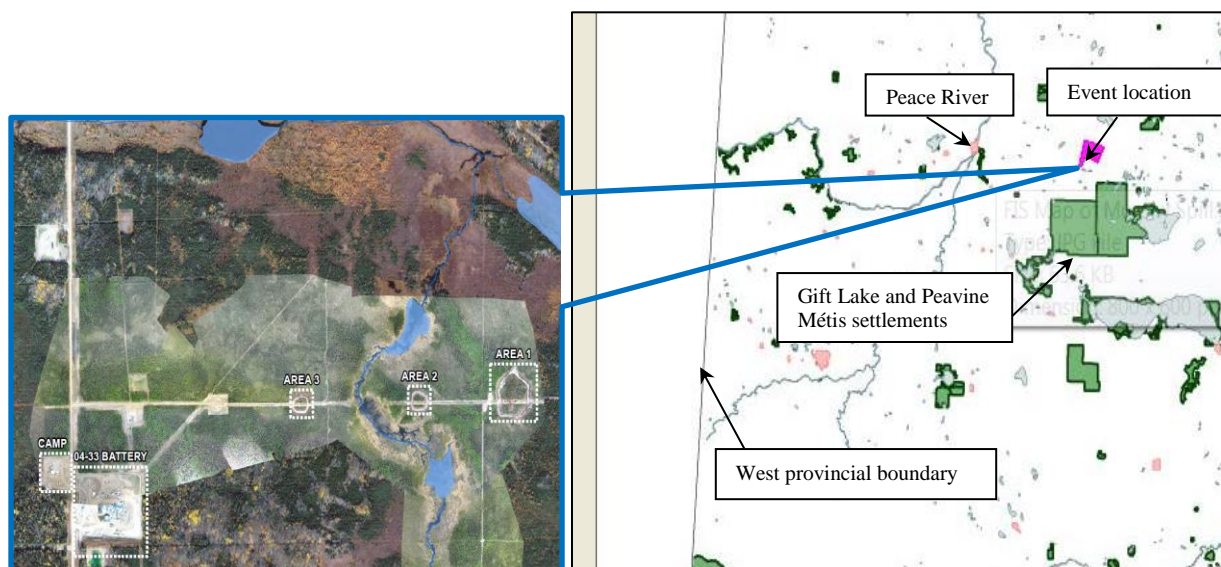 Peace River
Event location
Gift Lake and Peavine
Métis settlements
West provincial boundary
AREA 1
AREA 2
AREA 3
CAMP
04-33 BATTERY